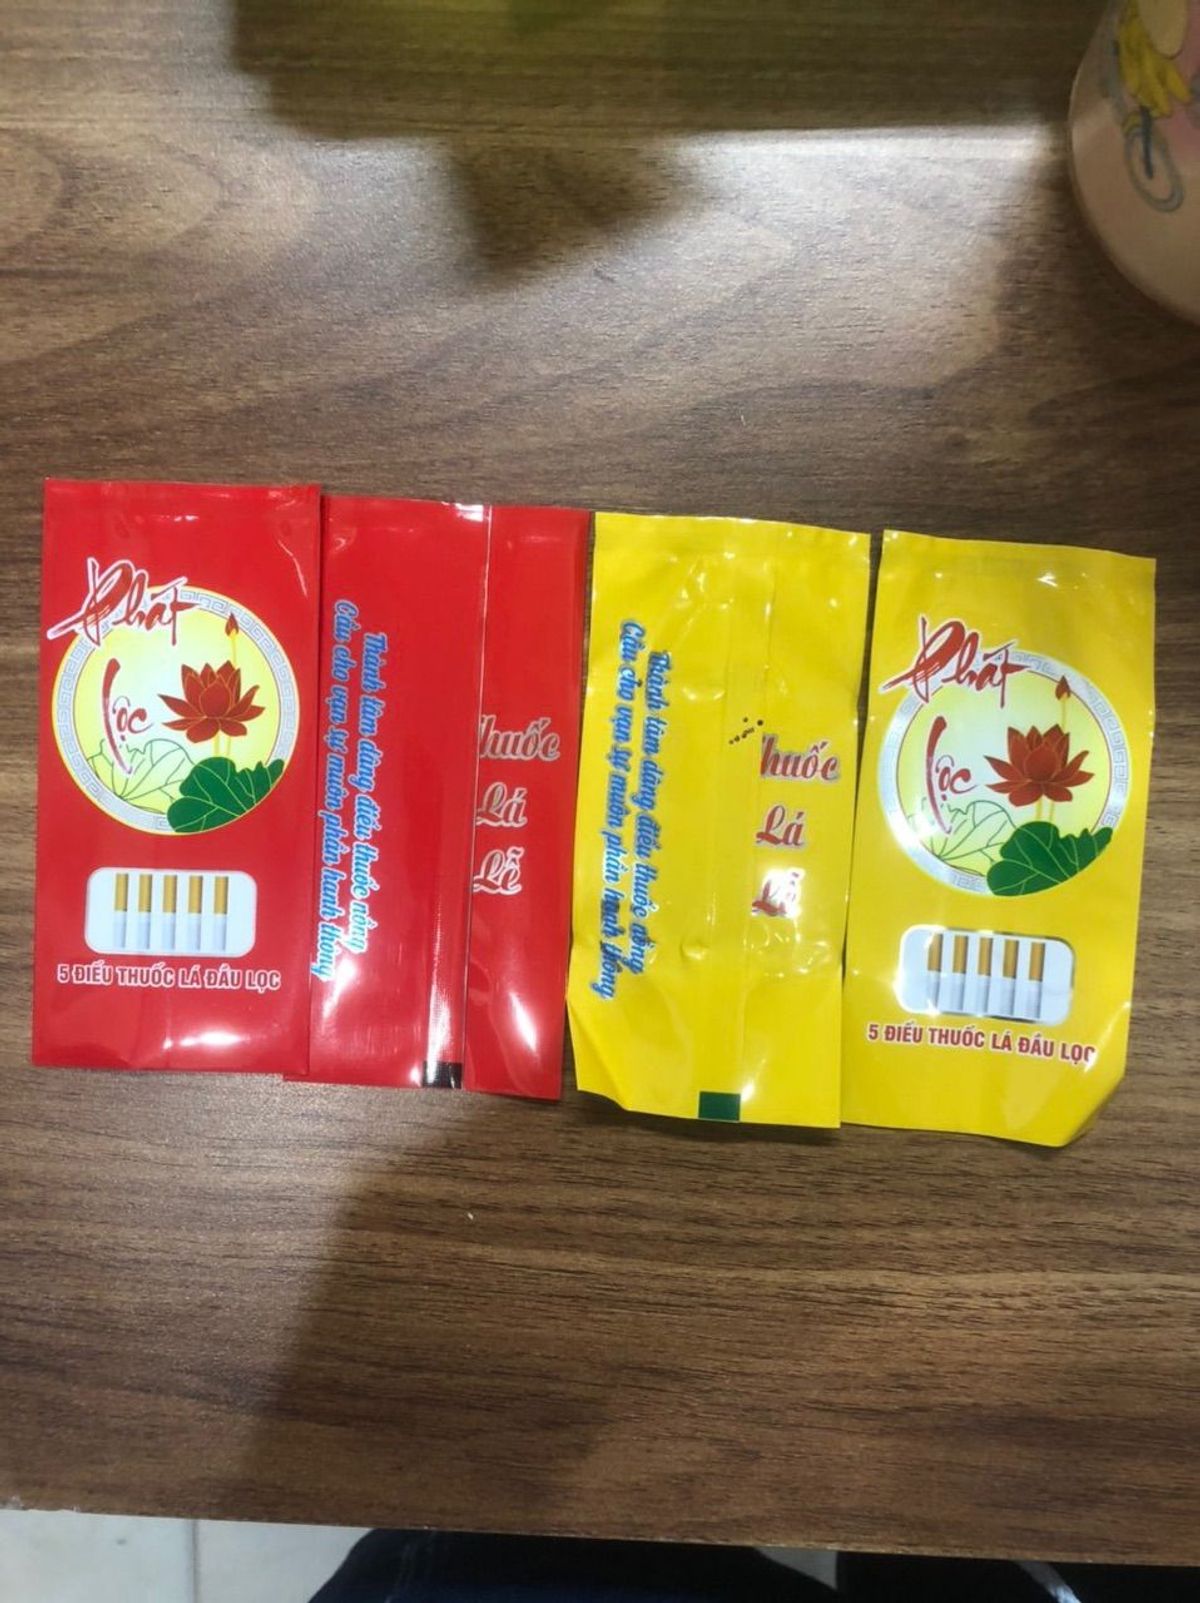 Phát
Lộc
5 ĐIẾU THUỐC LÁ ĐẦU LỌC
Thành tâm dâng điếu thuốc nồng
Cầu cho vạn sự muôn phần hanh thông
Thuốc
Lá
Lễ
Thành tâm dâng điếu thuốc nồng
Cầu cho vạn sự muôn phần hanh thông
Thuốc
Lá
Lễ
Phát
Lộc
5 ĐIẾU THUỐC LÁ ĐẦU LỌC